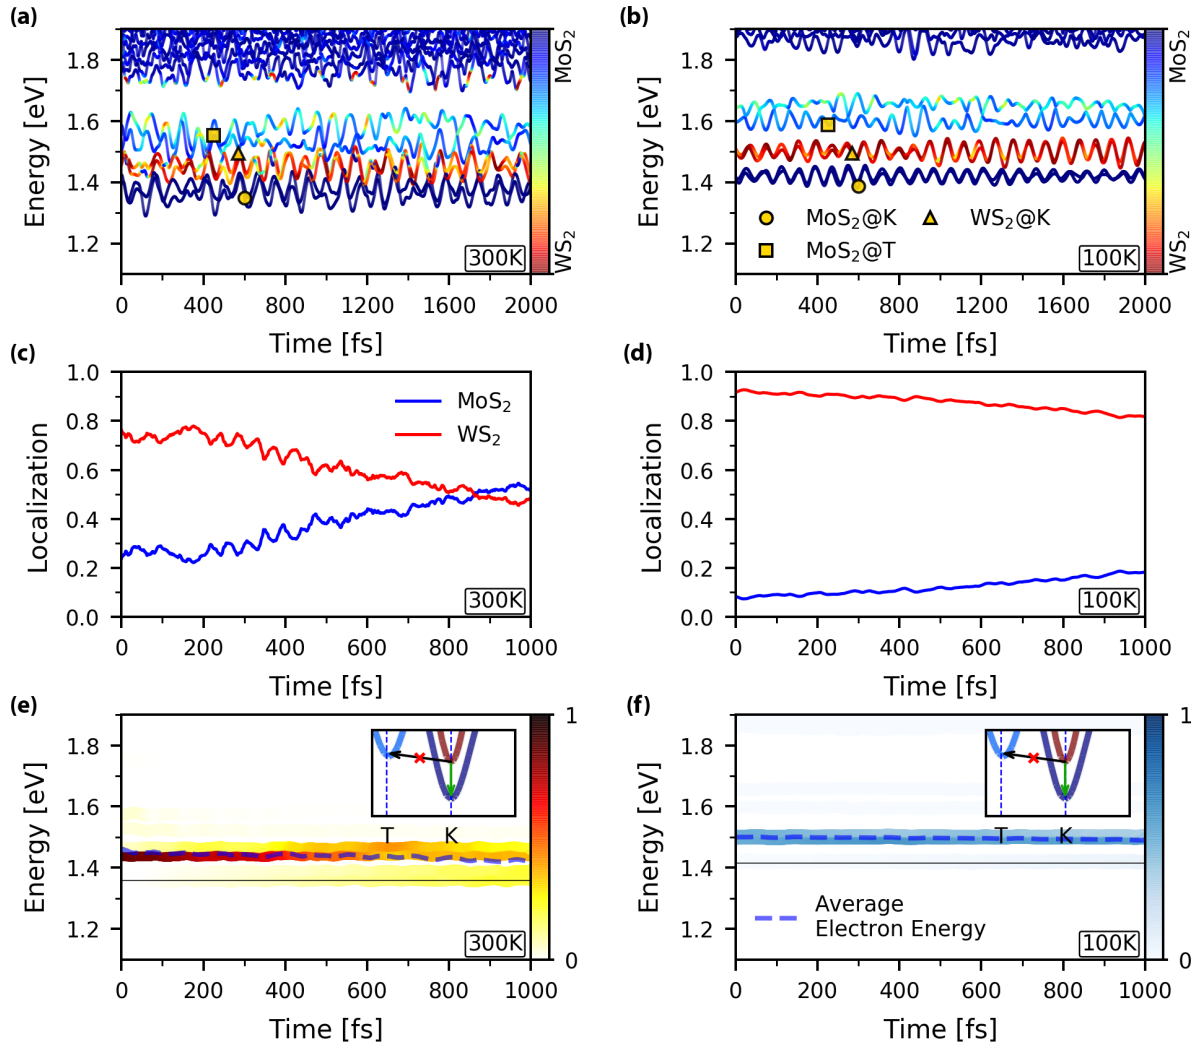 (a)
Energy [eV]
1.8
1.6
1.4
1.2
300K
0 400 800 1200 1600 2000
Time [fs]
MoS2
WS2
(b)
Energy [eV]
1.8
1.6
1.4
1.2
MoS2@K
WS2@K
MoS2@T
100K
0 400 800 1200 1600 2000
Time [fs]
MoS2
WS2
(c)
Localization
1.0
0.8
0.6
0.4
0.2
0.0
MoS2
WS2
300K
0 200 400 600 800 1000
Time [fs]
(d)
Localization
1.0
0.8
0.6
0.4
0.2
0.0
100K
0 200 400 600 800 1000
Time [fs]
(e)
Energy [eV]
1.8
1.6
1.4
1.2
T K
300K
0 200 400 600 800 1000
Time [fs]
1
0
(f)
Energy [eV]
1.8
1.6
1.4
1.2
T K
Average
Electron Energy
100K
0 200 400 600 800 1000
Time [fs]
1
0